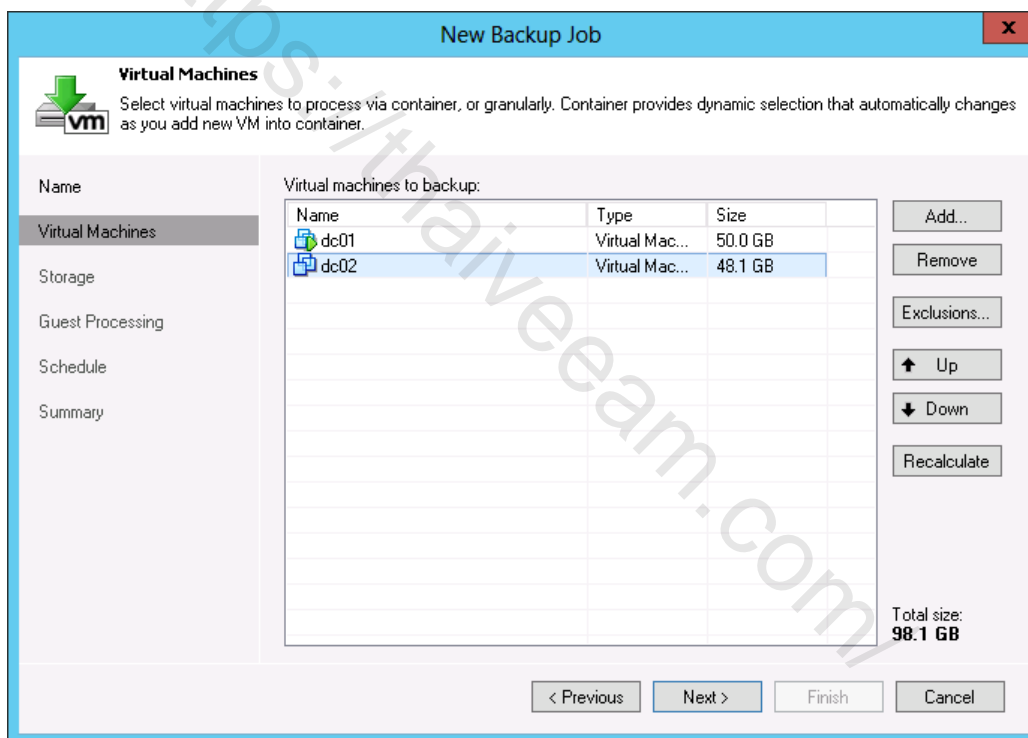 New Backup Job
x
Virtual Machines
Select virtual machines to process via container, or granularly. Container provides dynamic selection that automatically changes
as you add new VM into container.
vm
Name
Virtual Machines
Storage
Guest Processing
Schedule
Summary
Virtual machines to backup:
Name Type Size
dc01 Virtual Mac... 50.0 GB
dc02 Virtual Mac... 48.1 GB
Add...
Remove
Exclusions...
Up
Down
Recalculate
Total size:
98.1 GB
< Previous
Next >
Finish
Cancel
ttps://thaiveeam.com/